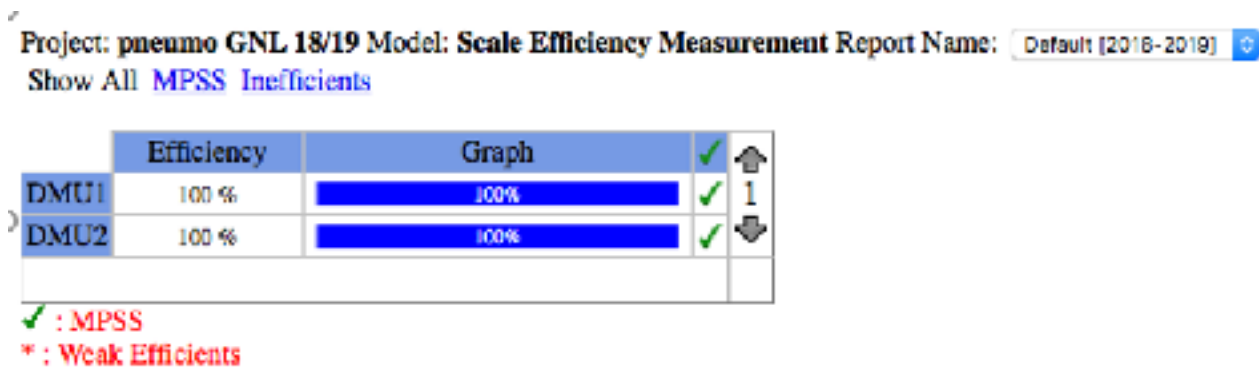 Project: pneumo GNL 18/19 Model: Scale Efficiency Measurement Report Name: Default [2018-2019]
Show All MPSS Inefficients
Efficiency Graph ✓
DMU1 100 % 100% ✓ 1
DMU2 100 % 100% ✓
✓ : MPSS
* : Weak Efficients